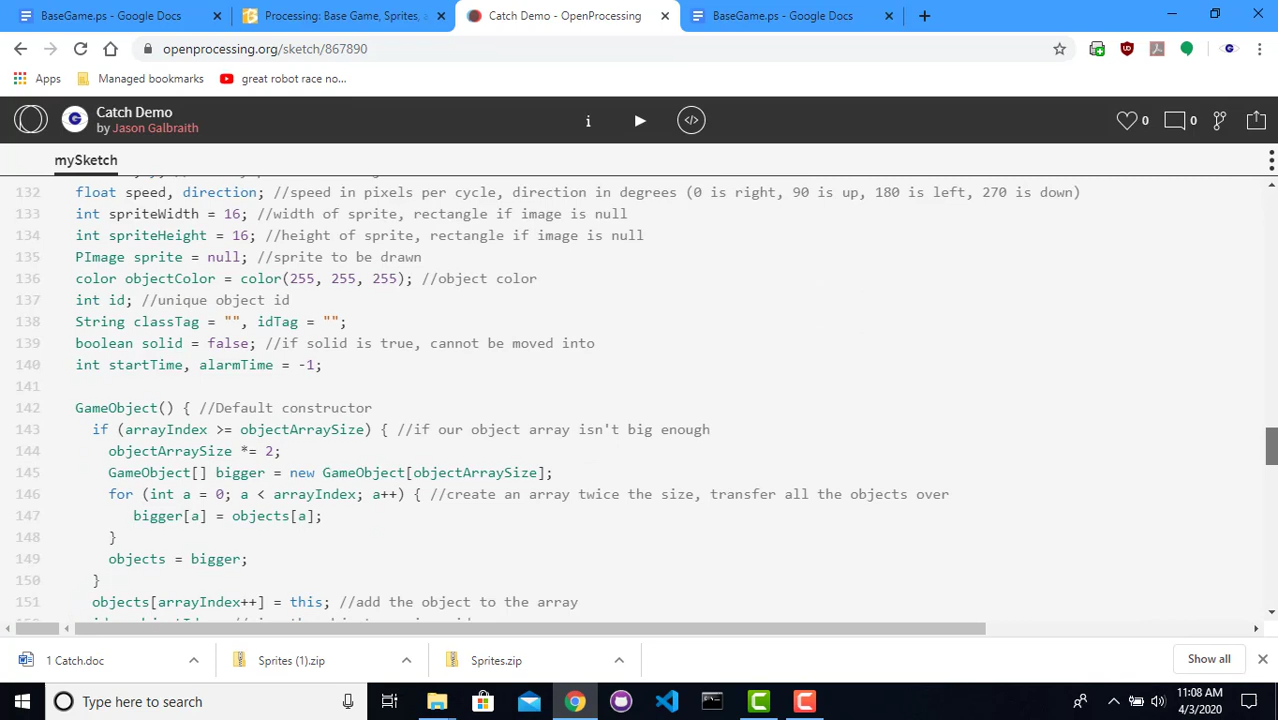 BaseGame.ps - Google Docs
Processing: Base Game, Sprites, a
Catch Demo - OpenProcessing
BaseGame.ps - Google Docs
openprocessing.org/sketch/867890
Apps
Managed bookmarks
great robot race no...
Catch Demo
by Jason Galbraith
0
0
mySketch
132 float speed, direction; //speed in pixels per cycle, direction in degrees (0 is right, 90 is up, 180 is left, 270 is down)
133 int spriteWidth = 16; //width of sprite, rectangle if image is null
134 int spriteHeight = 16; //height of sprite, rectangle if image is null
135 PImage sprite = null; //sprite to be drawn
136 color objectColor = color(255, 255, 255); //object color
137 int id; //unique object id
138 String classTag = "", idTag = "";
139 boolean solid = false; //if solid is true, cannot be moved into
140 int startTime, alarmTime = -1;
141
142 GameObject() { //Default constructor
143 if (arrayIndex >= objectArraySize) { //if our object array isn't big enough
144 objectArraySize *= 2;
145 GameObject[] bigger = new GameObject[objectArraySize];
146 for (int a = 0; a < arrayIndex; a++) { //create an array twice the size, transfer all the objects over
147 bigger[a] = objects[a];
148 }
149 objects = bigger;
150 }
151 objects[arrayIndex++] = this; //add the object to the array
1 Catch.doc
Sprites (1).zip
Sprites.zip
Show all
Type here to search
11:08 AM
4/3/2020